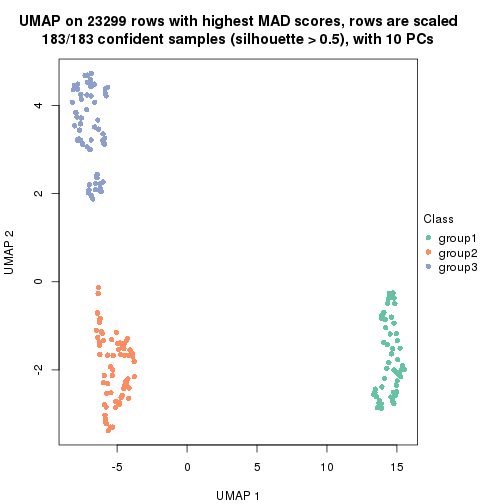 UMAP on 23299 rows with highest MAD scores, rows are scaled
183/183 confident samples (silhouette > 0.5), with 10 PCs
4
2
0
-2
UMAP 2
-5
0
5
10
15
UMAP 1
Class
group1
group2
group3